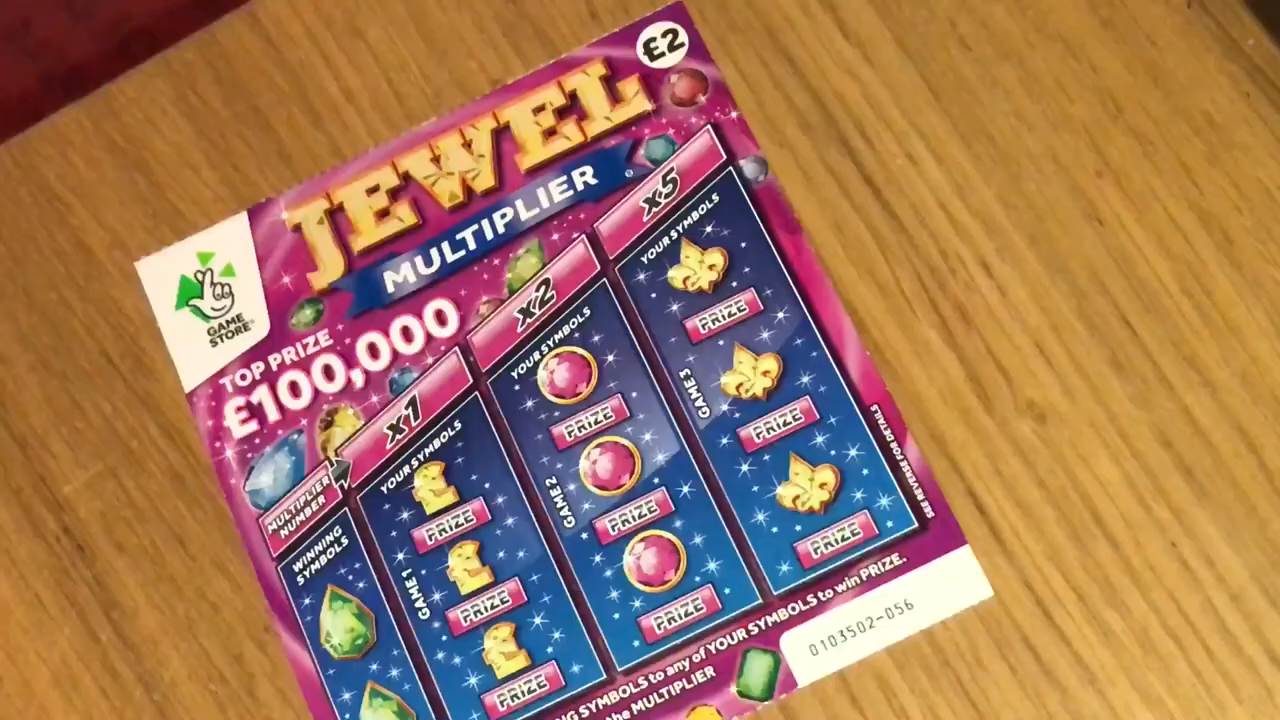 £2
JEWEL
MULTIPLIER
GAME
STORE
TOP PRIZE
£100,000
MULTIPLIER
NUMBER
WINNING
SYMBOLS
x1
YOUR SYMBOLS
GAME 1
PRIZE
PRIZE
PRIZE
x2
YOUR SYMBOLS
GAME 2
PRIZE
PRIZE
PRIZE
x5
YOUR SYMBOLS
GAME 3
PRIZE
PRIZE
PRIZE
SEE REVERSE FOR DETAILS
SYMBOLS to any of YOUR SYMBOLS to win PRIZE.
the MULTIPLIER
0103502-056